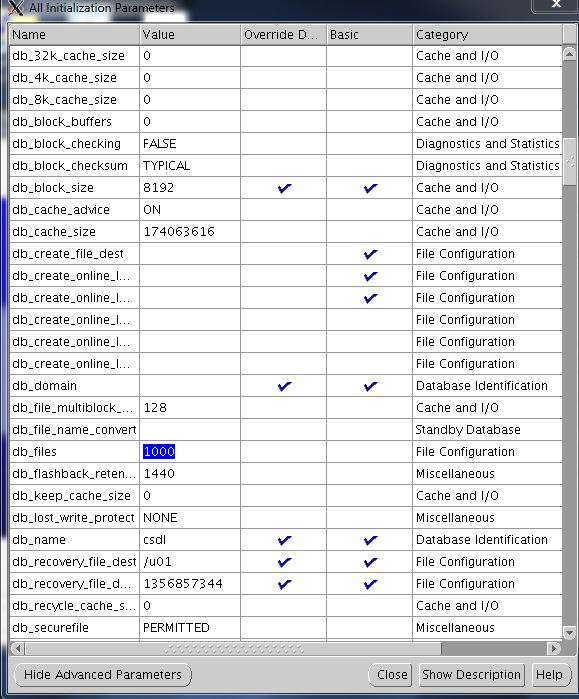 All Initialization Parameters
Name Value Override D... Basic Category
db_32k_cache_size 0 Cache and I/O
db_4k_cache_size 0 Cache and I/O
db_8k_cache_size 0 Cache and I/O
db_block_buffers 0 Cache and I/O
db_block_checking FALSE Diagnostics and Statistics
db_block_checksum TYPICAL Diagnostics and Statistics
db_block_size 8192 ✔ ✔ Cache and I/O
db_cache_advice ON Cache and I/O
db_cache_size 174063616 Cache and I/O
db_create_file_dest ✔ File Configuration
db_create_online_l... ✔ File Configuration
db_create_online_l... ✔ File Configuration
db_create_online_l... File Configuration
db_create_online_l... File Configuration
db_create_online_l... File Configuration
db_domain ✔ ✔ Database Identification
db_file_multiblock_... 128 Cache and I/O
db_file_name_convert Standby Database
db_files 1000 File Configuration
db_flashback_reten... 1440 Miscellaneous
db_keep_cache_size 0 Cache and I/O
db_lost_write_protect NONE Miscellaneous
db_name csdl ✔ ✔ Database Identification
db_recovery_file_dest /u01 ✔ ✔ File Configuration
db_recovery_file_d... 1356857344 ✔ ✔ File Configuration
db_recycle_cache_s... 0 Cache and I/O
db_securefile PERMITTED Miscellaneous
Hide Advanced Parameters Close Show Description Help